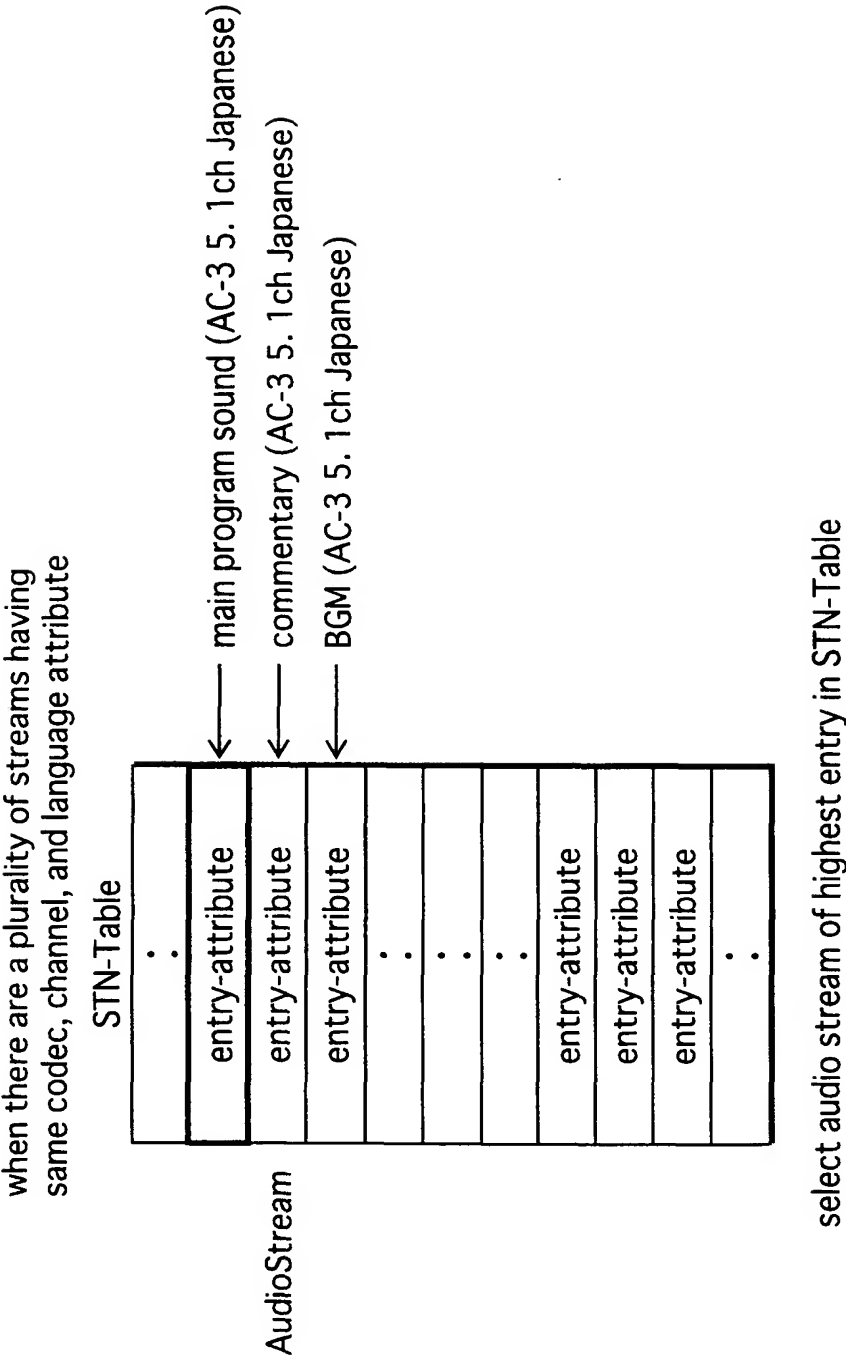 when there are a plurality of streams having
same codec, channel, and language attribute
STN-Table
entry-attribute
main program sound (AC-3 5. 1ch Japanese)
AudioStream
entry-attribute
commentary (AC-3 5. 1ch Japanese)
entry-attribute
BGM (AC-3 5. 1ch Japanese)
entry-attribute
entry-attribute
entry-attribute
select audio stream of highest entry in STN-Table